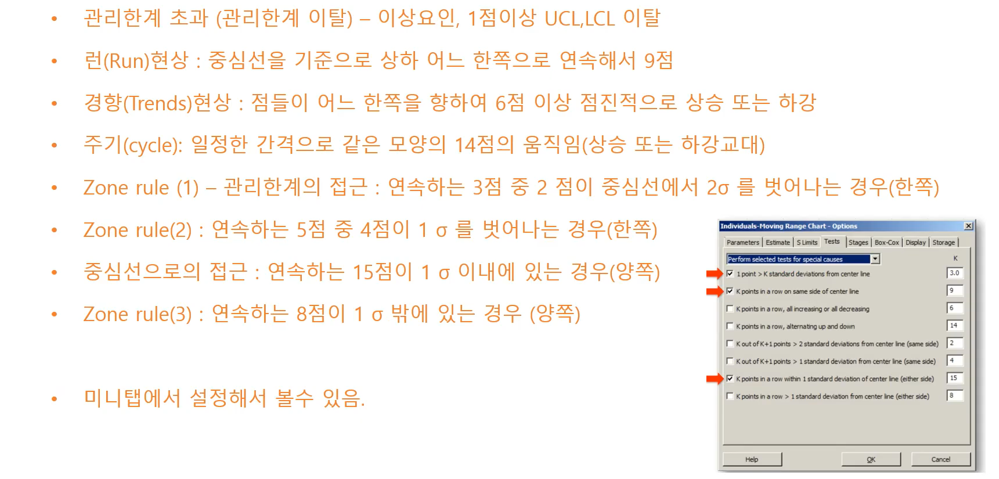 • 관리한계 초과 (관리한계 이탈) – 이상요인, 1점이상 UCL,LCL 이탈
• 런(Run)현상 : 중심선을 기준으로 상하 어느 한쪽으로 연속해서 9점
• 경향(Trends)현상 : 점들이 어느 한쪽을 향하여 6점 이상 점진적으로 상승 또는 하강
• 주기(cycle): 일정한 간격으로 같은 모양의 14점의 움직임(상승 또는 하강교대)
• Zone rule (1) – 관리한계의 접근 : 연속하는 3점 중 2 점이 중심선에서 2σ 를 벗어나는 경우(한쪽)
• Zone rule(2) : 연속하는 5점 중 4점이 1 σ 를 벗어나는 경우(한쪽)
• 중심선으로의 접근 : 연속하는 15점이 1 σ 이내에 있는 경우(양쪽)
• Zone rule(3) : 연속하는 8점이 1 σ 밖에 있는 경우 (양쪽)
• 미니탭에서 설정해서 볼수 있음.
Individuals-Moving Range Chart - Options
Parameters Estimate S Limits Tests Stages Box-Cox Display Storage
Perform selected tests for special causes K
1 point > K standard deviations from center line 3.0
K points in a row on same side of center line 9
K points in a row, all increasing or all decreasing 6
K points in a row, alternating up and down 14
K out of K+1 points > 2 standard deviations from center line (same side) 2
K out of K+1 points > 1 standard deviation from center line (same side) 4
K points in a row within 1 standard deviation of center line (either side) 15
K points in a row > 1 standard deviation from center line (either side) 8
Help OK Cancel